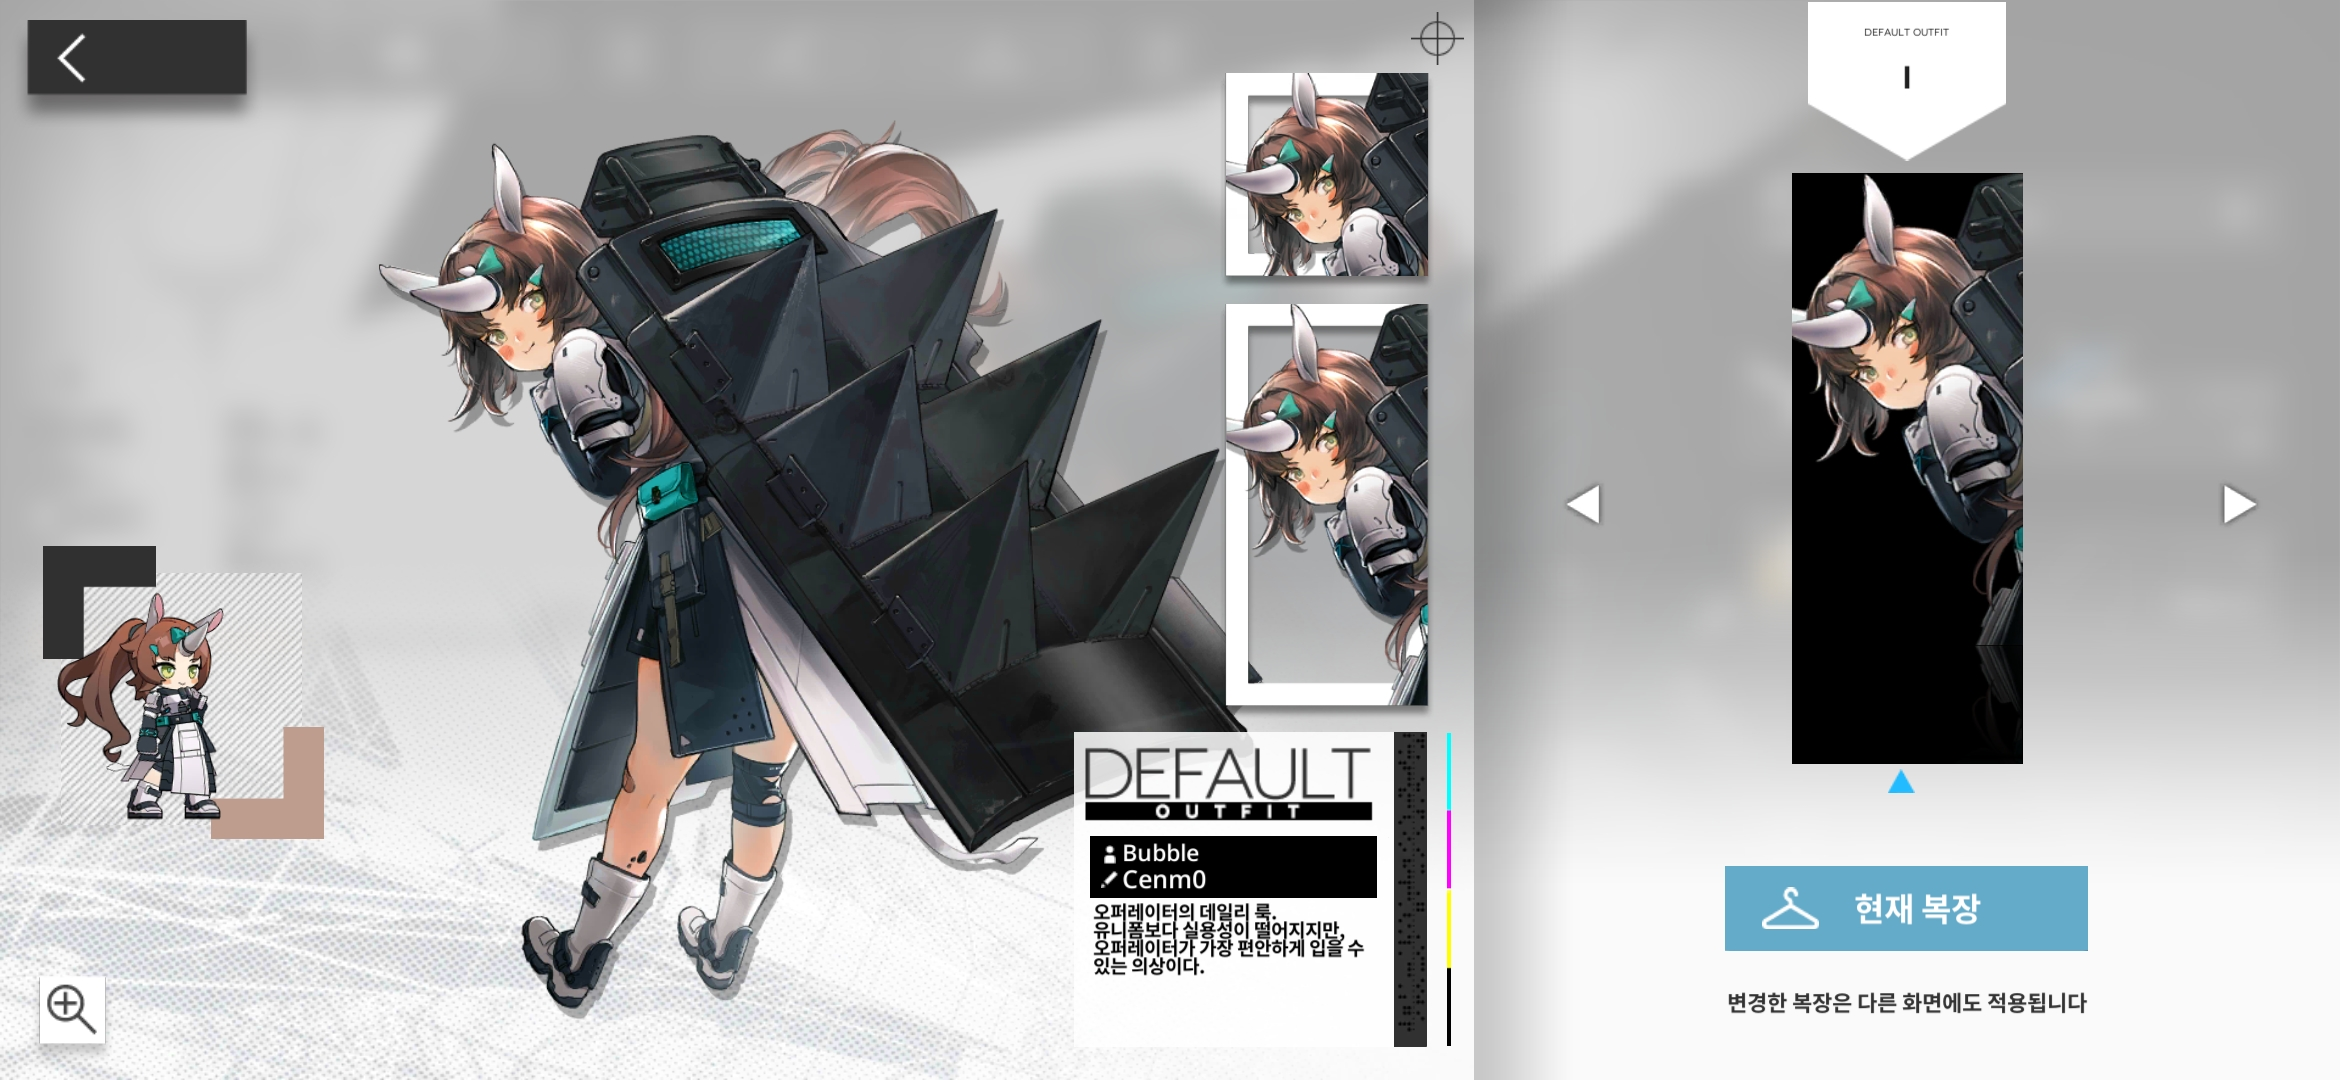 DEFAULT OUTFIT
I
DEFAULT
OUTFIT
Bubble
Cenm0
오퍼레이터의 데일리 룩.
유니폼보다 실용성이 떨어지지만,
오퍼레이터가 가장 편안하게 입을 수
있는 의상이다.
현재 복장
변경한 복장은 다른 화면에도 적용됩니다